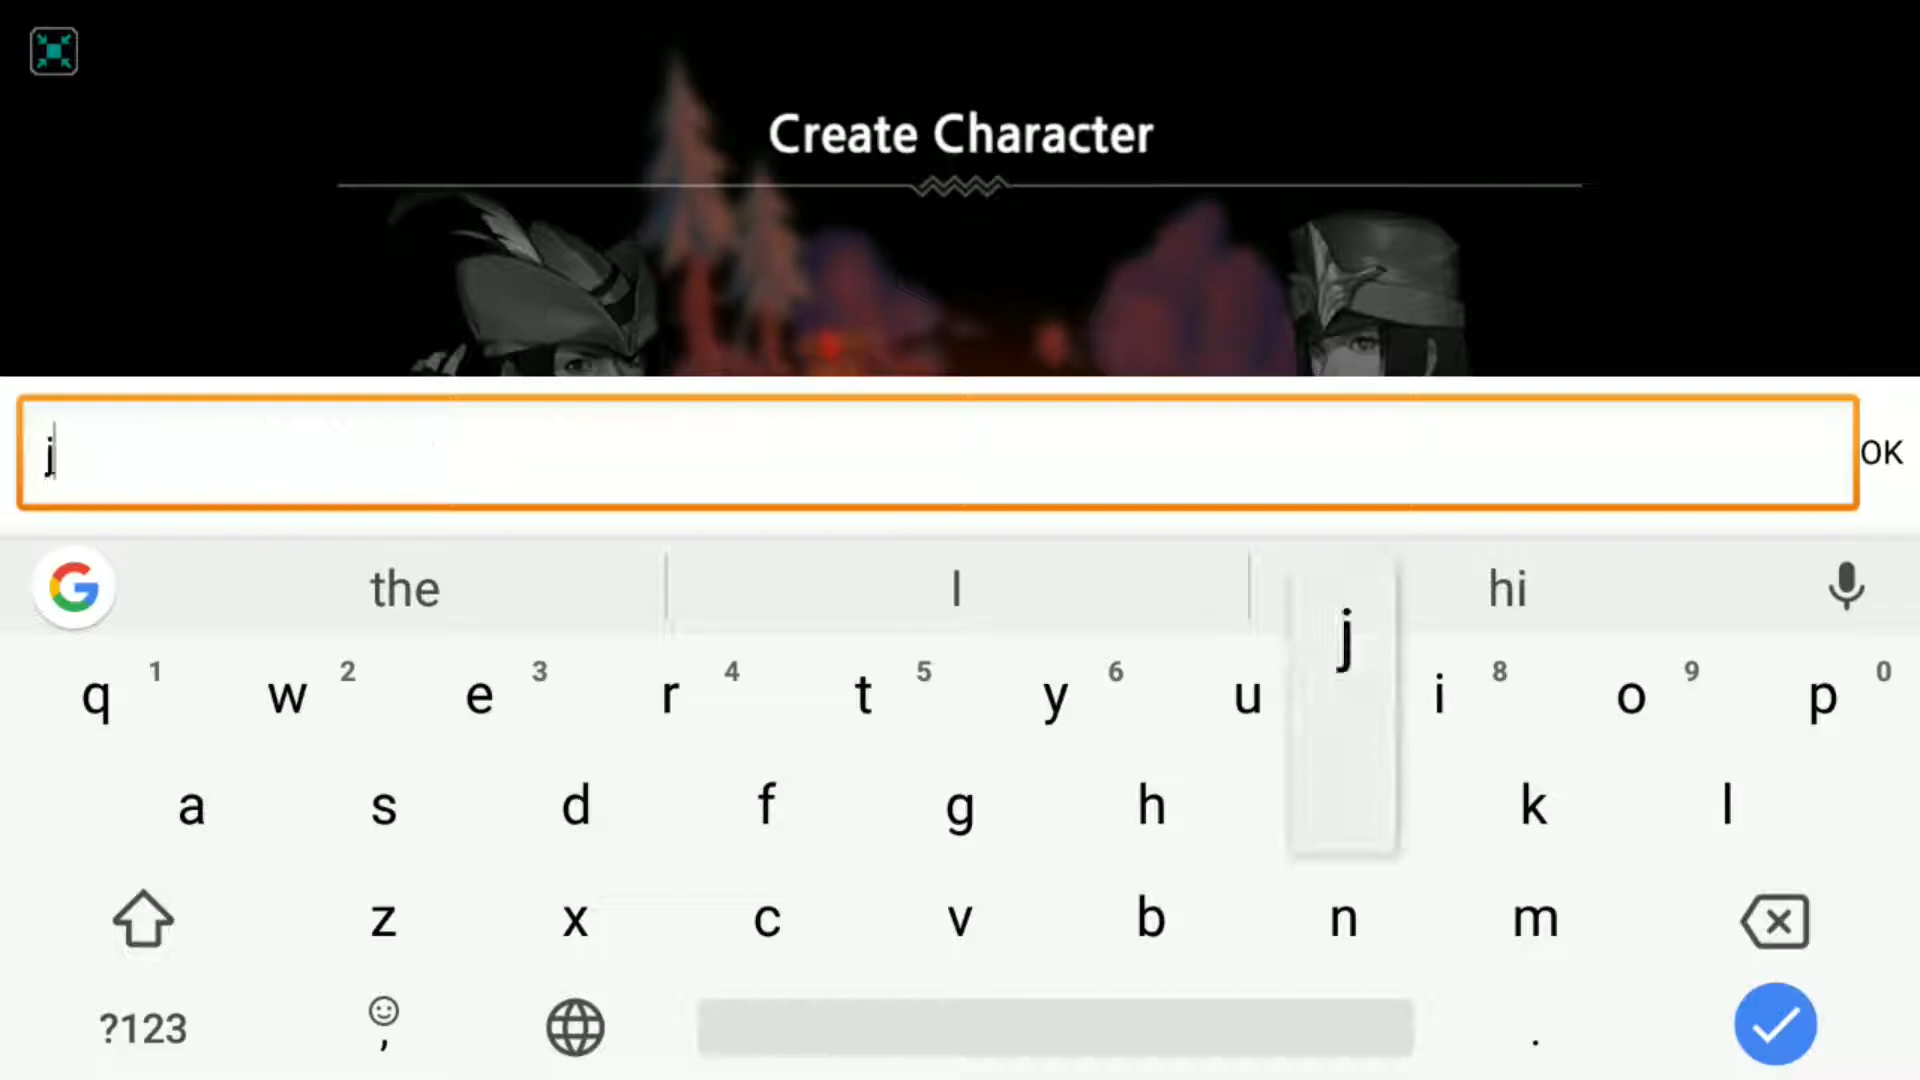 Create Character
j
OK
the I hi
j
q 1 w 2 e 3 r 4 t 5 y 6 u i 8 o 9 p 0
a s d f g h k l
z x c v b n m
?123 , .